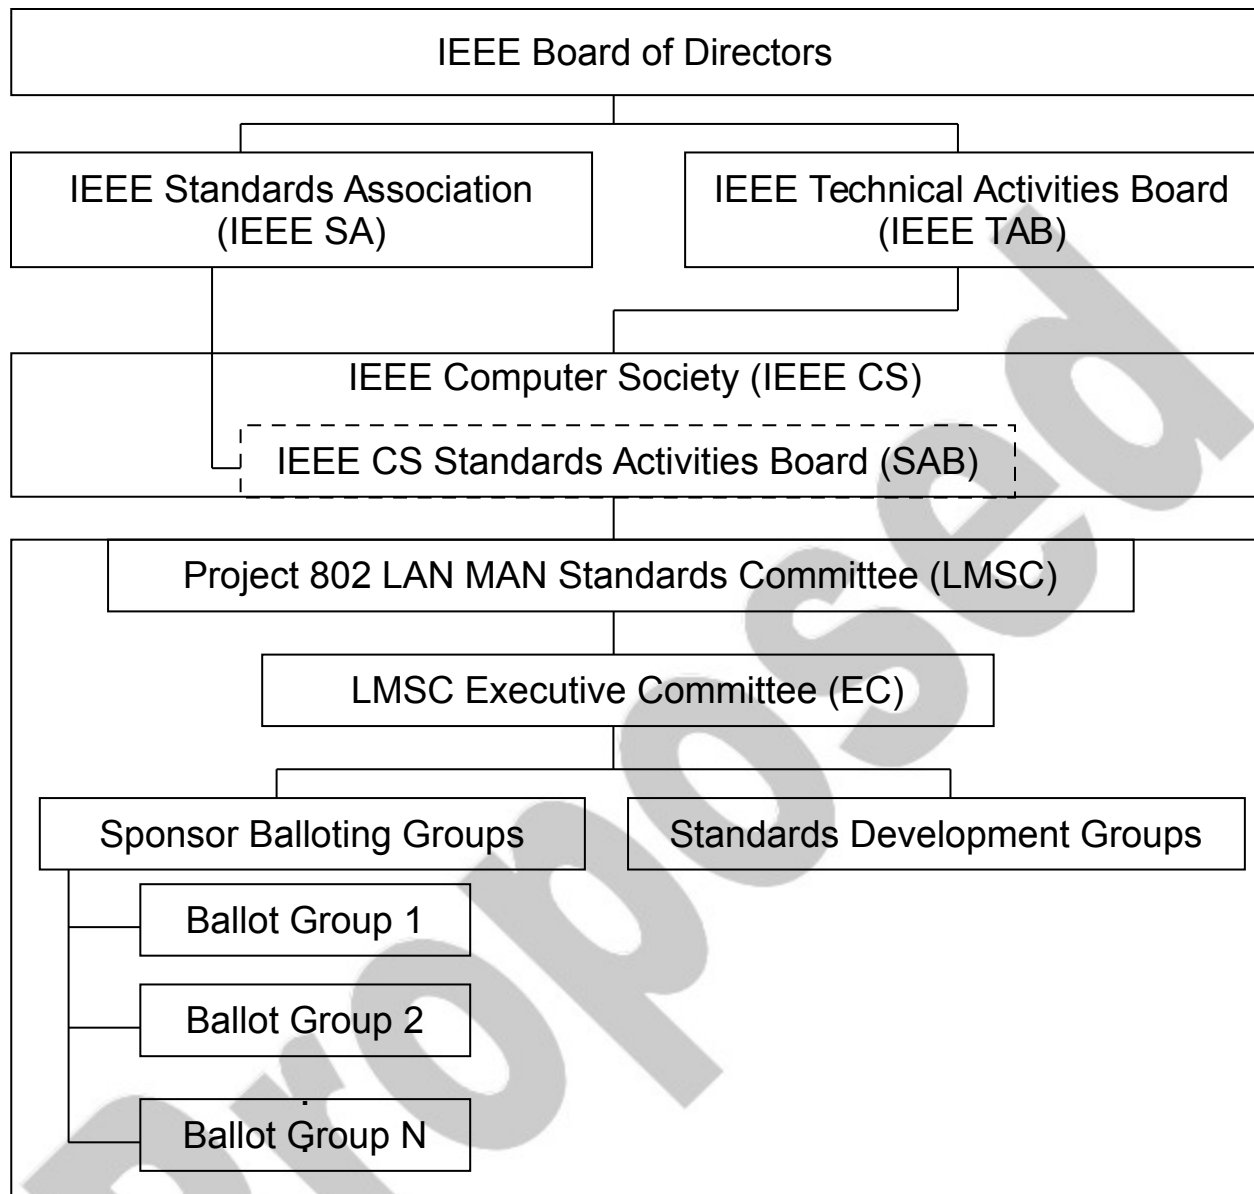 IEEE Board of Directors
IEEE Standards Association
(IEEE SA)
IEEE Technical Activities Board
(IEEE TAB)
IEEE Computer Society (IEEE CS)
IEEE CS Standards Activities Board (SAB)
Project 802 LAN MAN Standards Committee (LMSC)
LMSC Executive Committee (EC)
Sponsor Balloting Groups
Standards Development Groups
Ballot Group 1
Ballot Group 2
Ballot Group N
Proposed